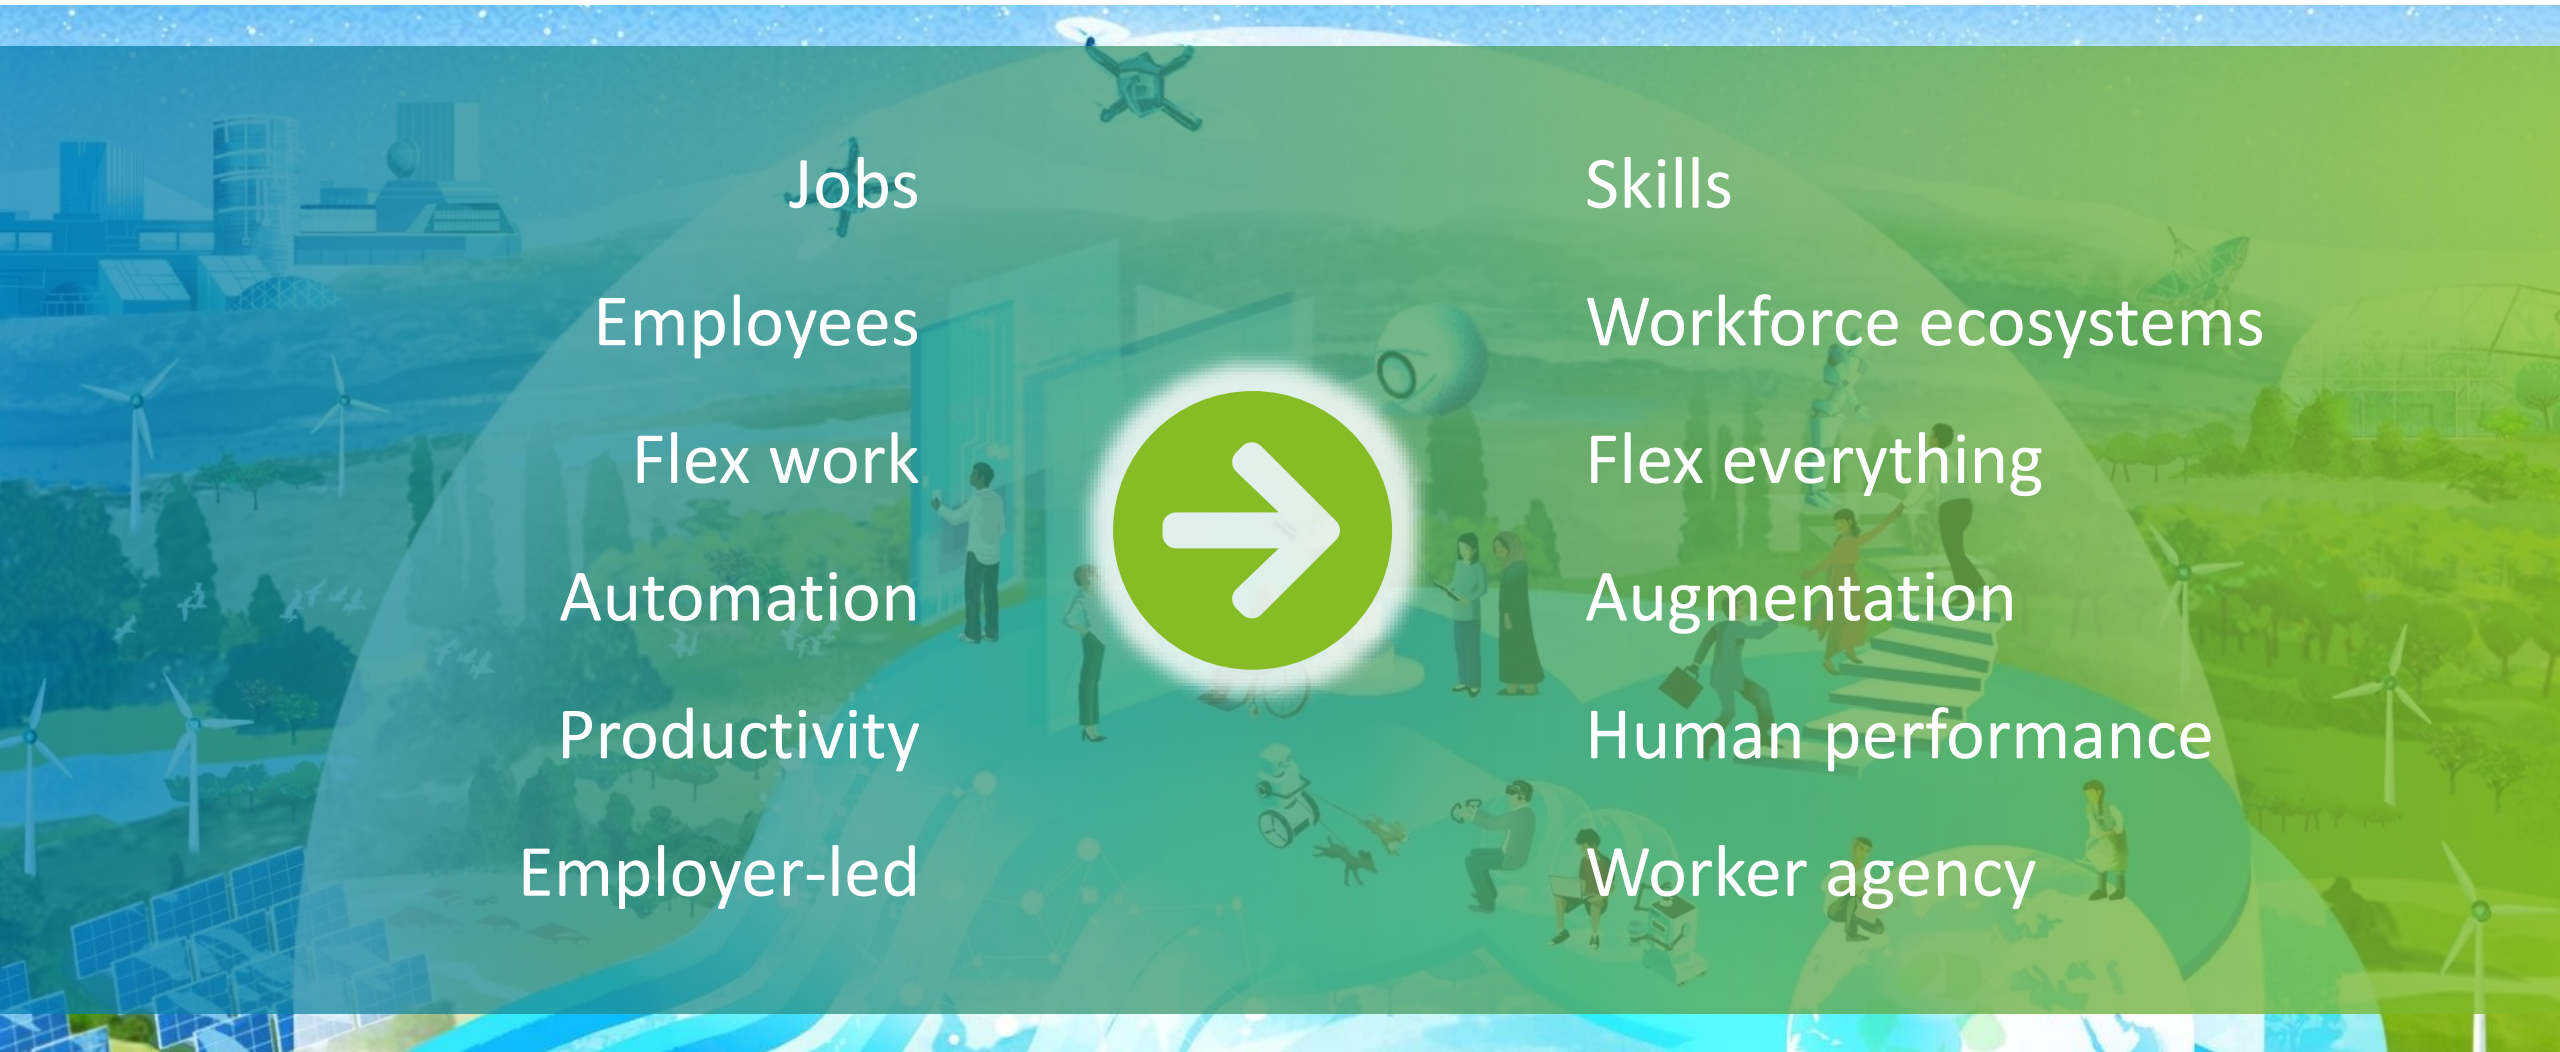 Jobs
Skills
Employees
Workforce ecosystems
Flex work
Flex everything
Automation
Augmentation
Productivity
Human performance
Employer-led
Worker agency